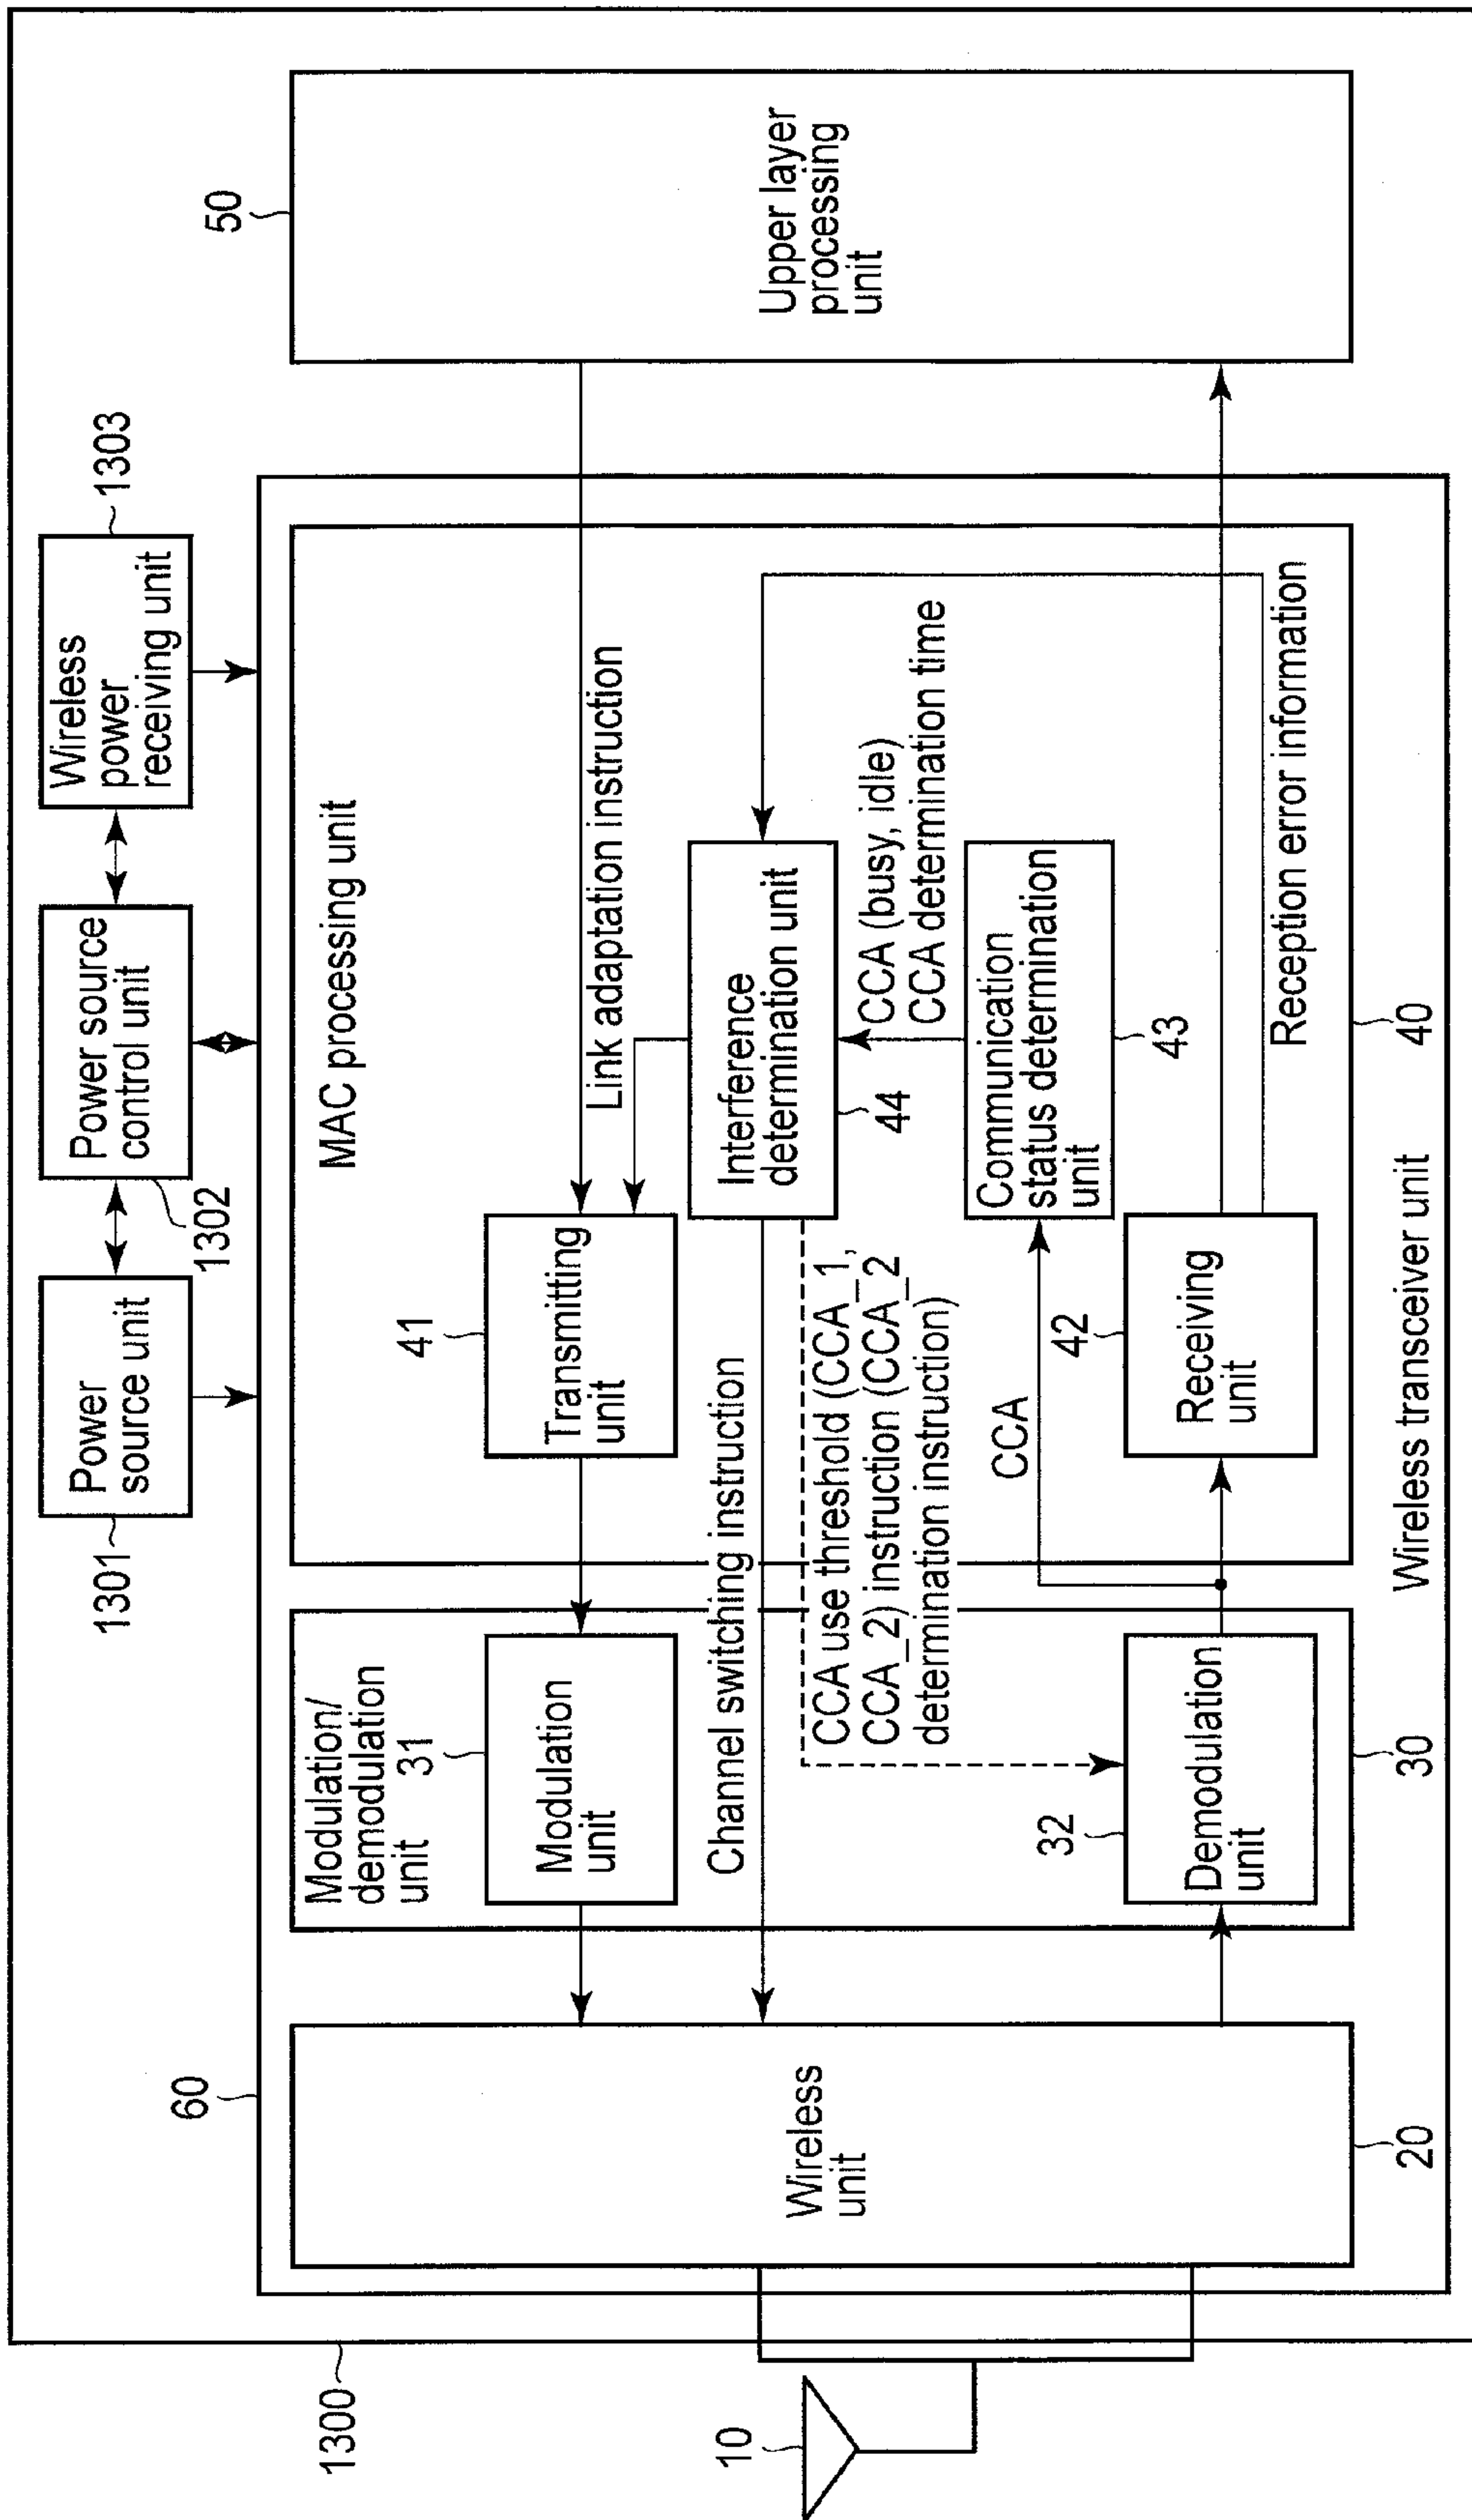 1300
1301
Power
source unit
1302
Power source
control unit
1303
Wireless
power
receiving unit
50
Upper layer
processing
unit
60
10
Wireless
unit
20
Modulation/
demodulation
unit
31
Modulation
unit
32
Demodulation
unit
30
Channel switching instruction
CCA use threshold (CCA_1,
CCA_2) instruction (CCA_2
determination instruction)
CCA
MAC processing unit
41
Transmitting
unit
Link adaptation instruction
Interference
determination unit
44
CCA (busy, idle)
CCA determination time
Communication
status determination
unit
43
42
Receiving
unit
Reception error information
40
Wireless transceiver unit